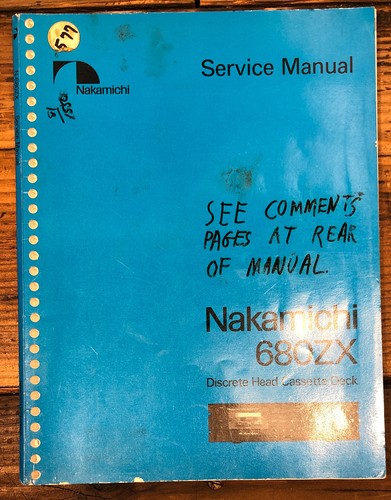 577
Nakamichi
Service Manual
SEE COMMENTS
PAGES AT REAR
OF MANUAL.
Nakamichi
680ZX
Discrete Head Cassette Deck